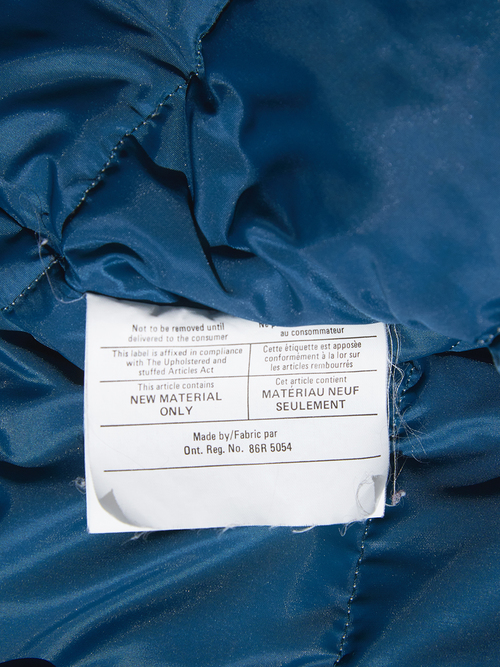 Not to be removed until
delivered to the consumer
au consommateur
This label is affixed in compliance
with The Upholstered and
stuffed Articles Act
Cette étiquette est apposée
conformément à la lor sur
les articles rembourrés
This article contains
NEW MATERIAL
ONLY
Cet article contient
MATÉRIAU NEUF
SEULEMENT
Made by/Fabric par
Ont. Reg. No. 86R 5054